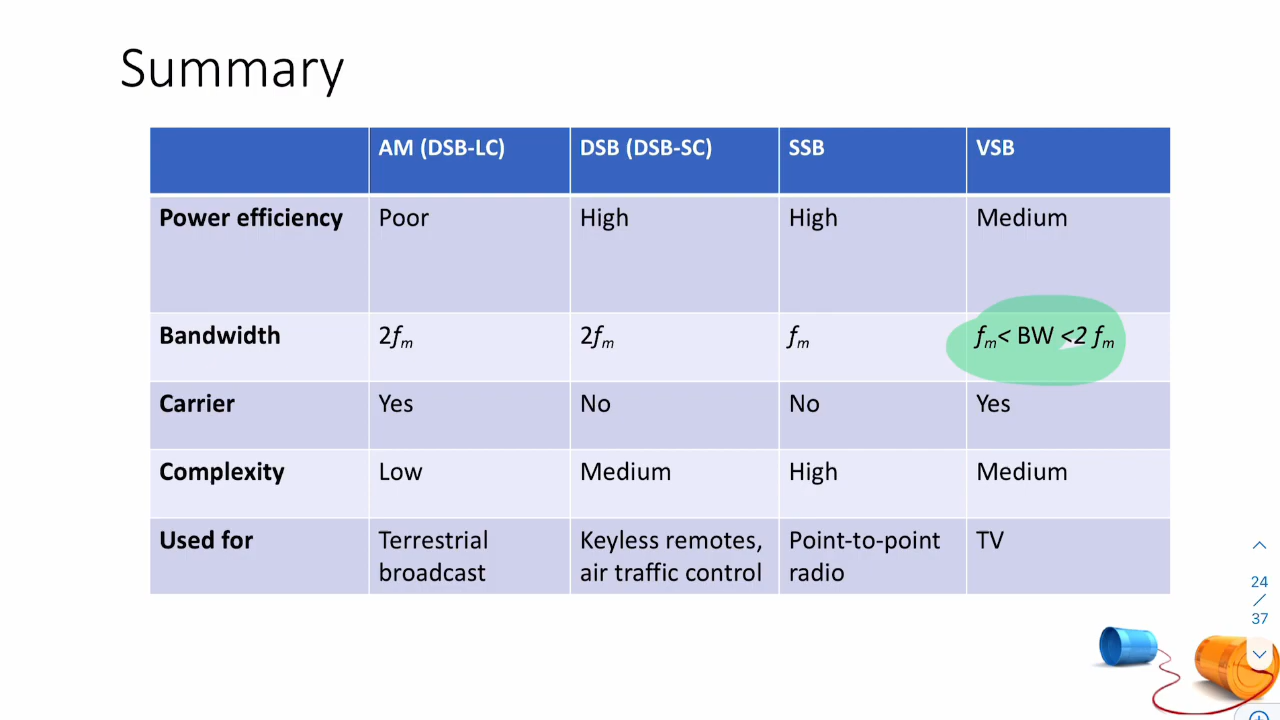 Summary
AM (DSB-LC) DSB (DSB-SC) SSB VSB
Power efficiency Poor High High Medium
Bandwidth 2fm 2fm fm fm< BW <2 fm
Carrier Yes No No Yes
Complexity Low Medium High Medium
Used for Terrestrial Keyless remotes, Point-to-point TV
broadcast air traffic control radio
24
/
37